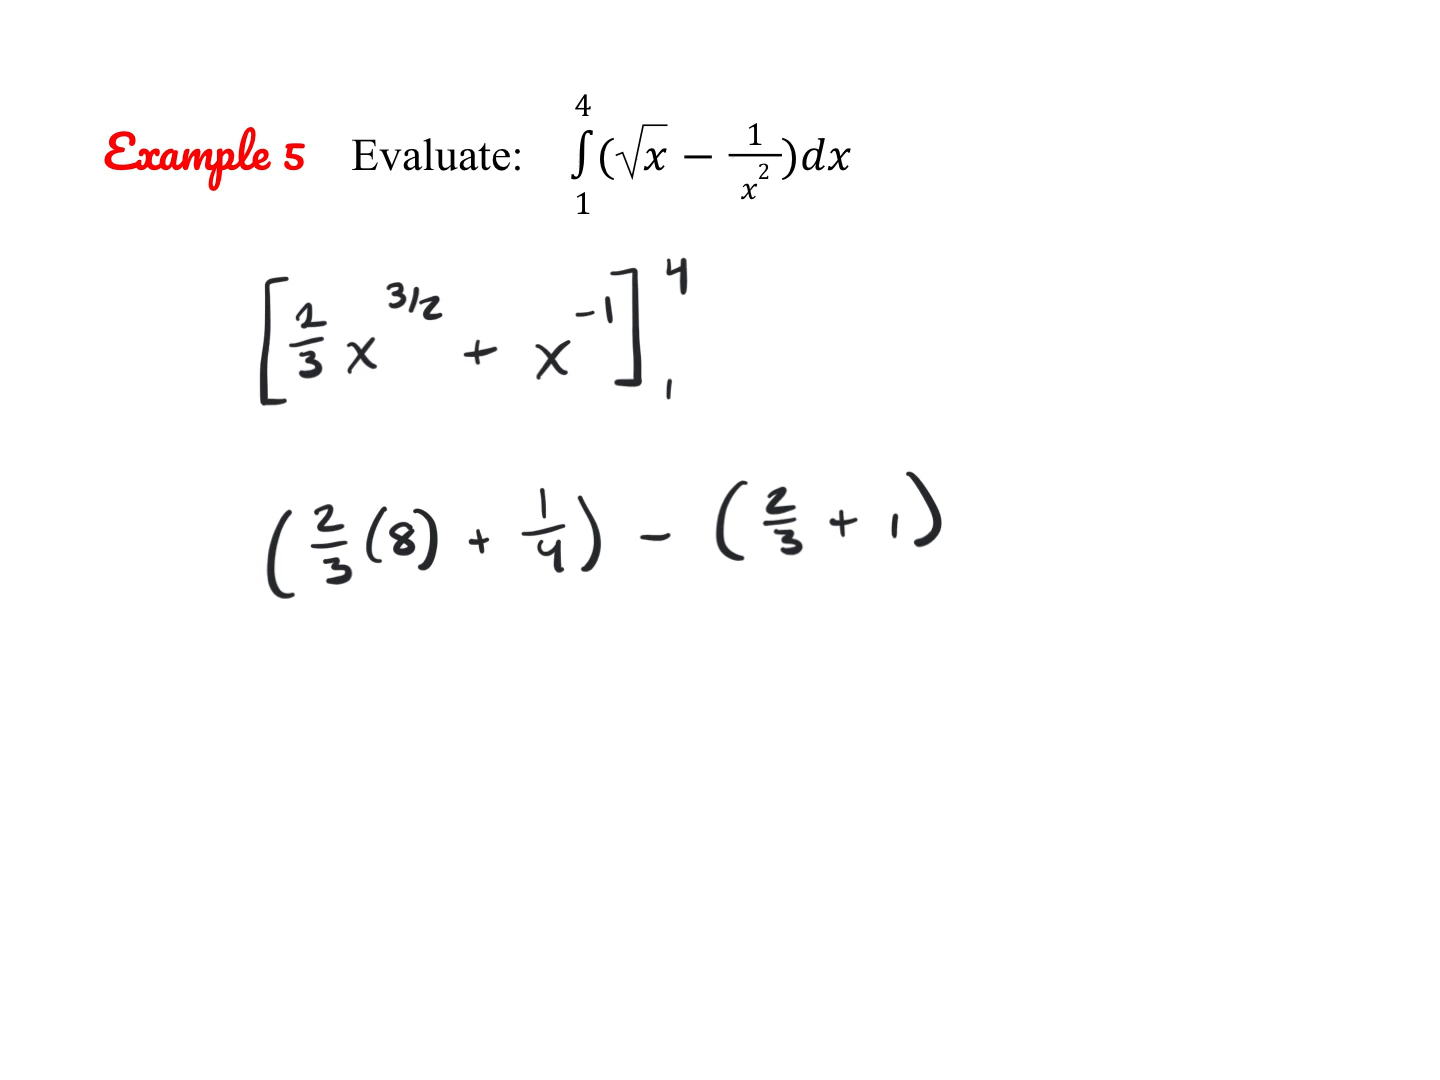 Example 5 Evaluate: ∫₁⁴(√x − 1/x²)dx
[2/3 x^(3/2) + x^(-1)]₁⁴
(2/3(8) + 1/4) − (2/3 + 1)